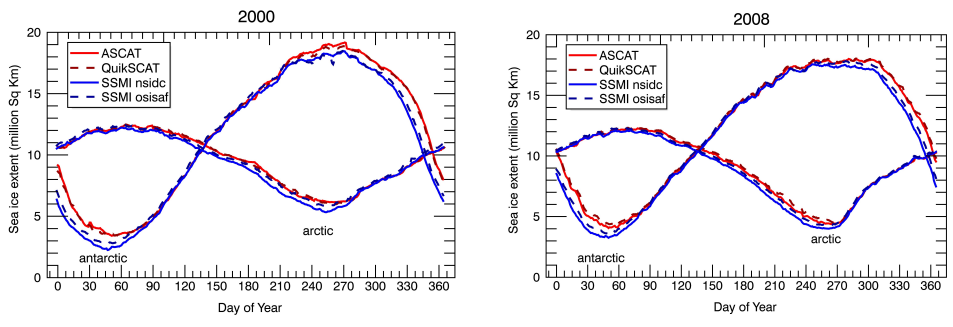 2000
Sea ice extent (million Sq Km)
20
15
10
5
0
ASCAT
QuikSCAT
SSMI nsidc
SSMI osisaf
arctic
antarctic
0 30 60 90 120 150 180 210 240 270 300 330 360
Day of Year
2008
Sea ice extent (million Sq Km)
20
15
10
5
0
ASCAT
QuikSCAT
SSMI nsidc
SSMI osisaf
arctic
antarctic
0 30 60 90 120 150 180 210 240 270 300 330 360
Day of Year